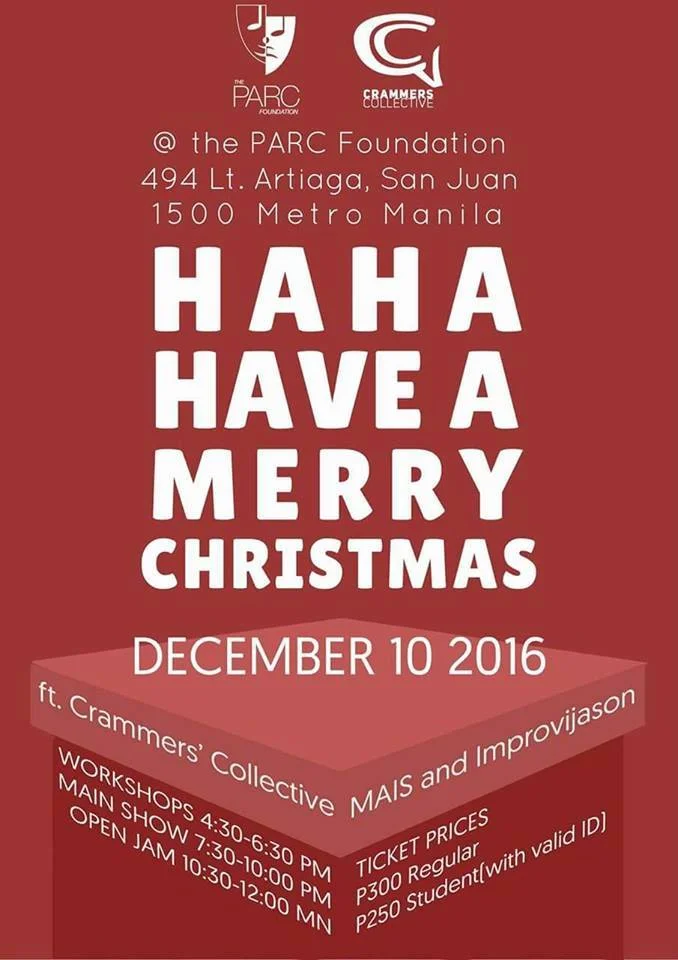 THE
PARC
FOUNDATION
CRAMMERS
COLLECTIVE
@ the PARC Foundation
494 Lt. Artiaga, San Juan
1500 Metro Manila
HAHA
HAVE A
MERRY
CHRISTMAS
DECEMBER 10 2016
ft. Crammers' Collective
MAIS and Improvijason
WORKSHOPS 4:30-6:30 PM
MAIN SHOW 7:30-10:00 PM
OPEN JAM 10:30-12:00 MN
TICKET PRICES
P300 Regular
P250 Student(with valid ID)